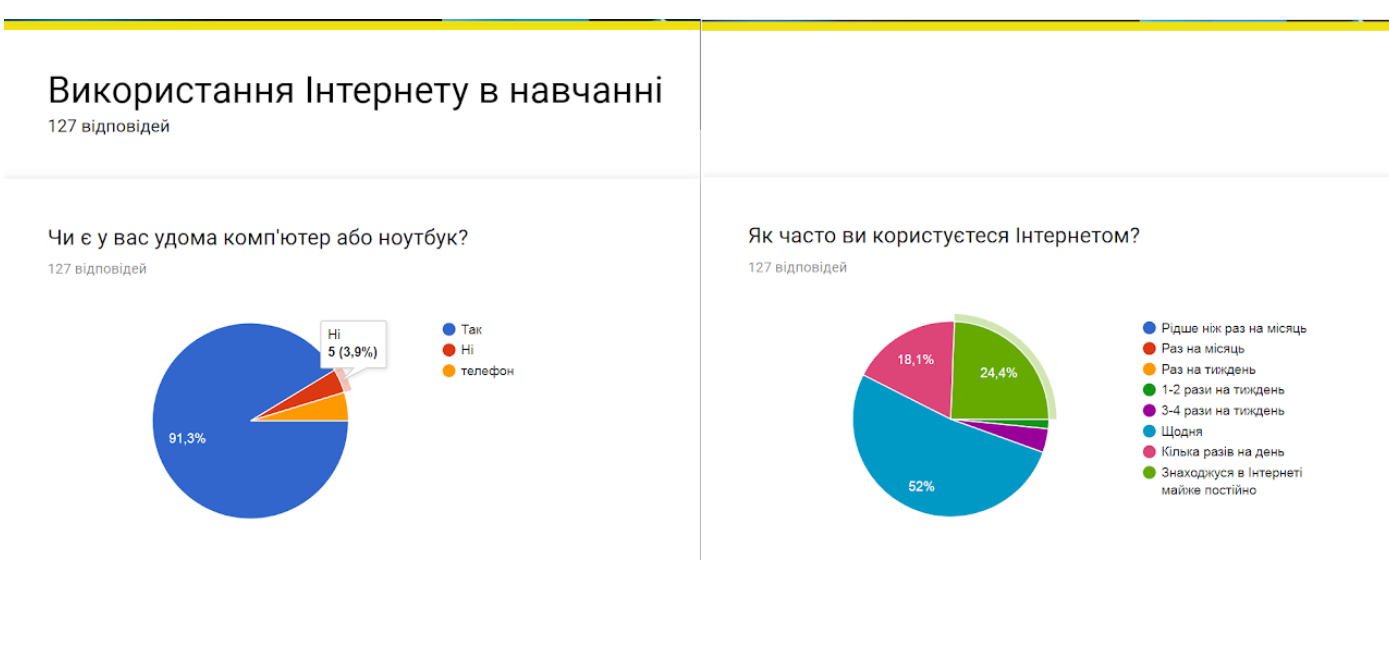 Використання Інтернету в навчанні
127 відповідей
Чи є у вас удома комп'ютер або ноутбук?
127 відповідей
Ні
5 (3,9%)
91,3%
Так
Ні
телефон
Як часто ви користуєтеся Інтернетом?
127 відповідей
18,1%
24,4%
52%
Рідше ніж раз на місяць
Раз на місяць
Раз на тиждень
1-2 рази на тиждень
3-4 рази на тиждень
Щодня
Кілька разів на день
Знаходжуся в Інтернеті
майже постійно